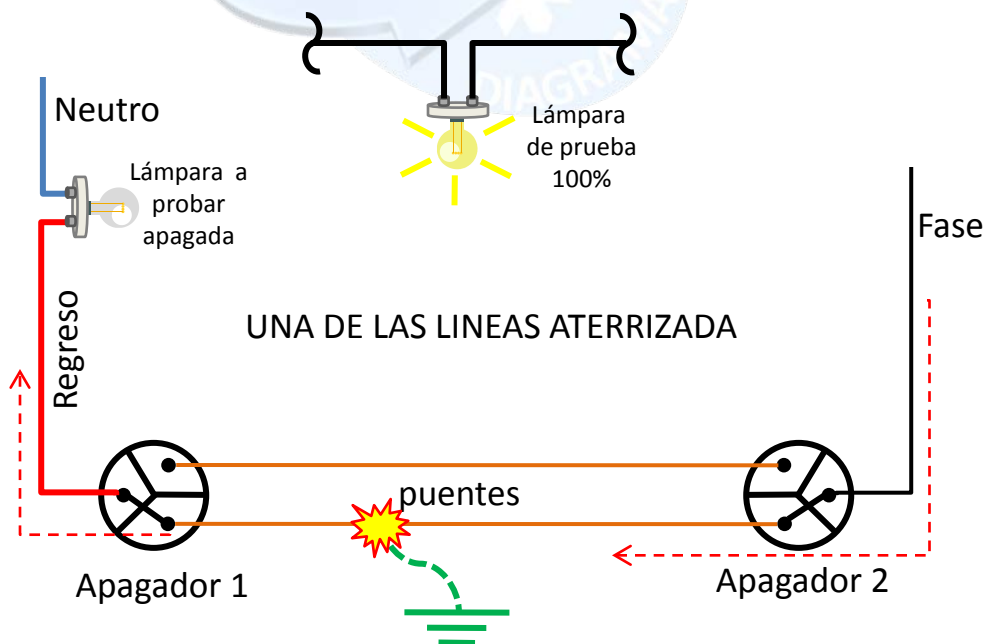 DIAGRAMA
Neutro
Lámpara a
probar
apagada
Lámpara
de prueba
100%
Fase
UNA DE LAS LINEAS ATERRIZADA
Regreso
puentes
Apagador 1
Apagador 2